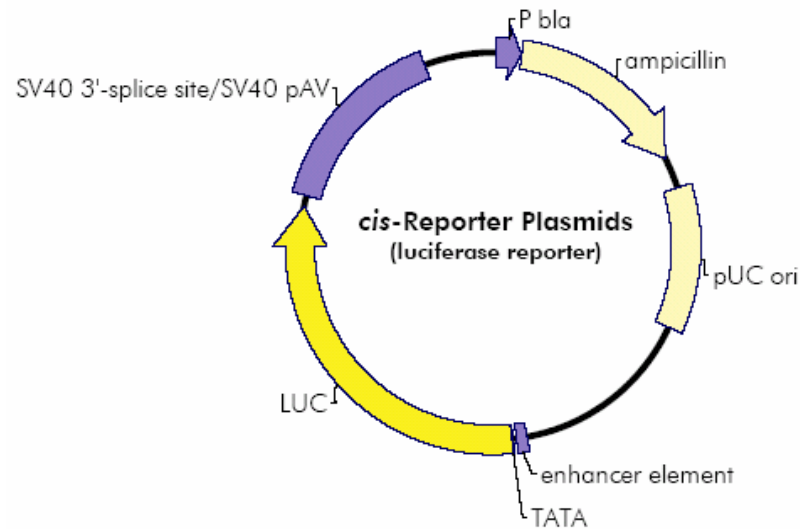 P bla
ampicillin
SV40 3'-splice site/SV40 pAV
cis-Reporter Plasmids
(luciferase reporter)
pUC ori
LUC
enhancer element
TATA